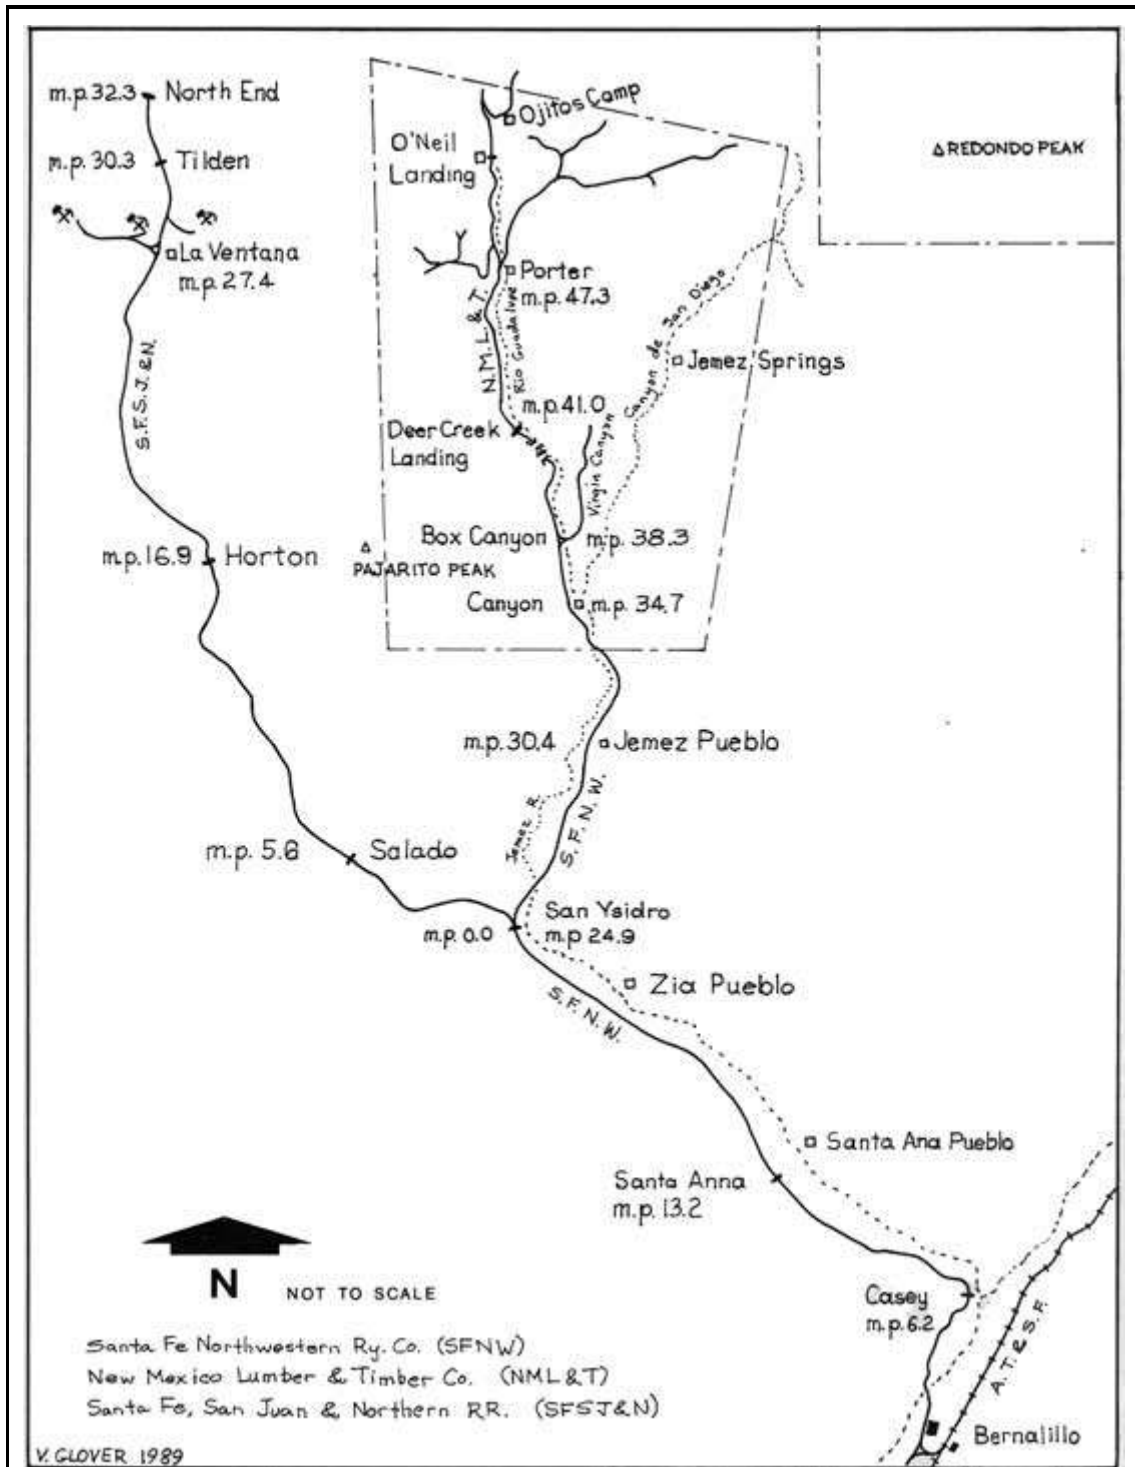 m.p. 32.3 North End
m.p. 30.3 Tilden
La Ventana
m.p. 27.4
S.F.S.J.&N.
m.p. 16.9 Horton
m.p. 5.6 Salado
m.p. 0.0
Ojitos Camp
O'Neil
Landing
Porter
m.p. 47.3
N.M.L. & T.
Rio Guadalupe
m.p. 41.0
Deer Creek
Landing
Virgin Canyon
Canyon de San Diego
Jemez Springs
△ REDONDO PEAK
Box Canyon m.p. 38.3
PAJARITO PEAK
Canyon m.p. 34.7
m.p. 30.4 Jemez Pueblo
Jemez R.
S.F.N.W.
San Ysidro
m.p 24.9
Zia Pueblo
S.F.N.W.
Santa Ana Pueblo
Santa Anna
m.p. 13.2
Casey
m.p. 6.2
A.T.& S.F.
Bernalillo
N NOT TO SCALE
Santa Fe Northwestern Ry. Co. (SFNW)
New Mexico Lumber & Timber Co. (NML&T)
Santa Fe, San Juan & Northern RR. (SFSJ&N)
V. GLOVER 1989